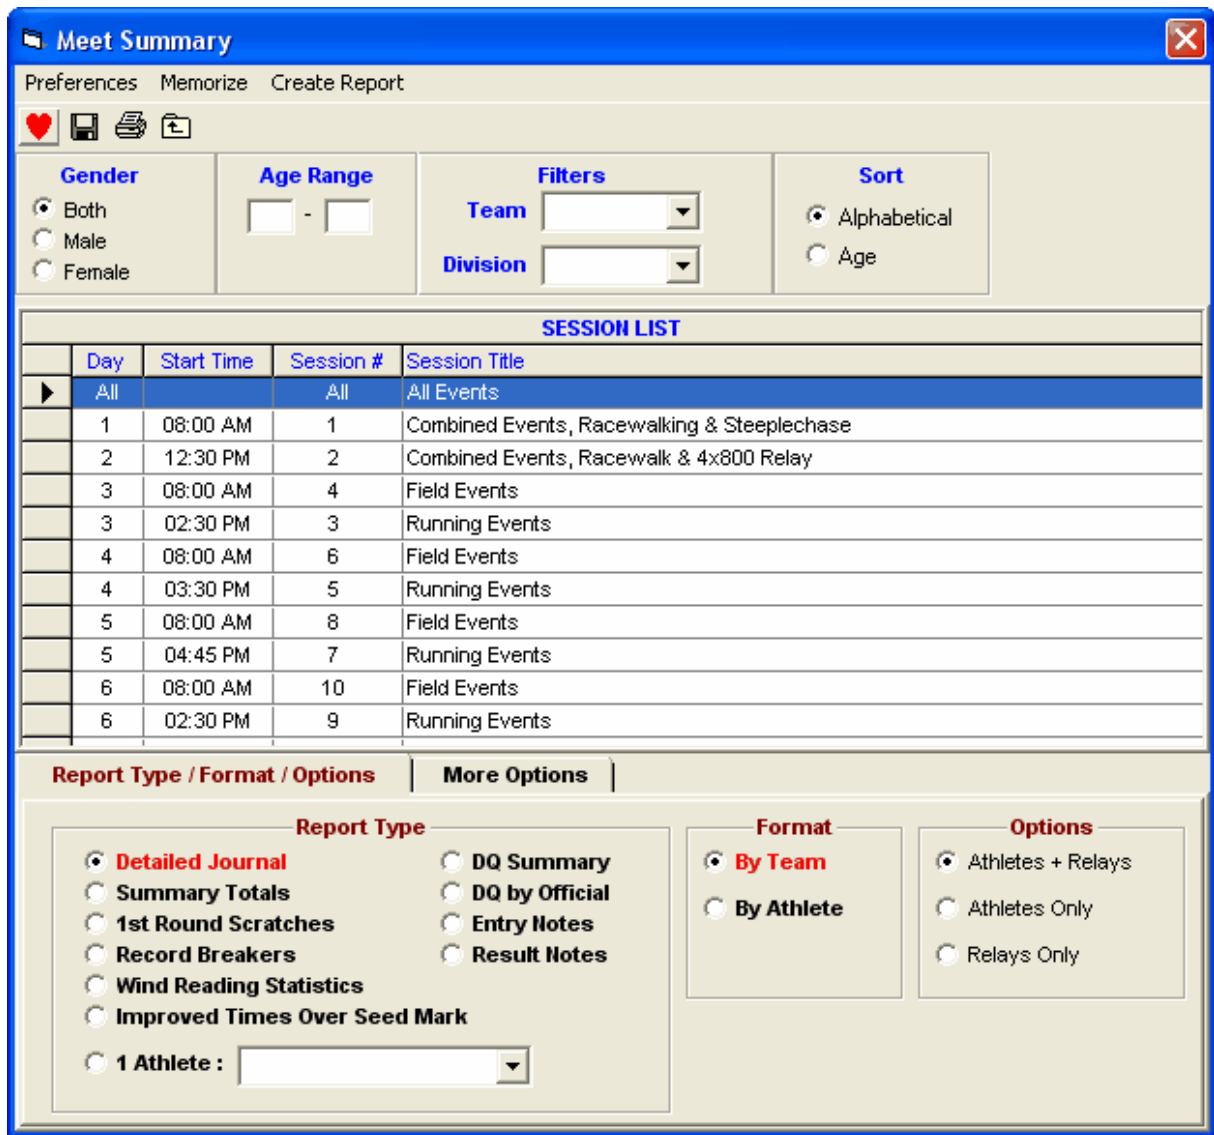 Meet Summary
Preferences Memorize Create Report
Gender Age Range Filters Sort
Both - Team Alphabetical
Male
Female Division Age
SESSION LIST
Day Start Time Session # Session Title
All All All Events
1 08:00 AM 1 Combined Events, Racewalking & Steeplechase
2 12:30 PM 2 Combined Events, Racewalk & 4x800 Relay
3 08:00 AM 4 Field Events
3 02:30 PM 3 Running Events
4 08:00 AM 6 Field Events
4 03:30 PM 5 Running Events
5 08:00 AM 8 Field Events
5 04:45 PM 7 Running Events
6 08:00 AM 10 Field Events
6 02:30 PM 9 Running Events
Report Type / Format / Options More Options
Report Type Format Options
Detailed Journal DQ Summary By Team Athletes + Relays
Summary Totals DQ by Official
1st Round Scratches Entry Notes By Athlete Athletes Only
Record Breakers Result Notes Relays Only
Wind Reading Statistics
Improved Times Over Seed Mark
1 Athlete :